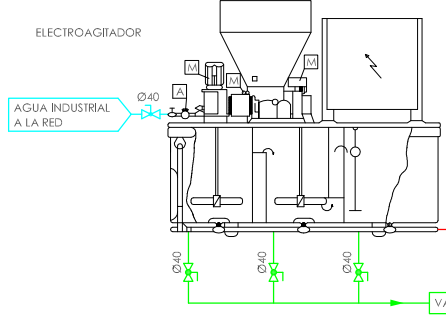 ELECTROAGITADOR
M
M
M
A
Ø40
AGUA INDUSTRIAL
A LA RED
Ø40
Ø40
Ø40
VA